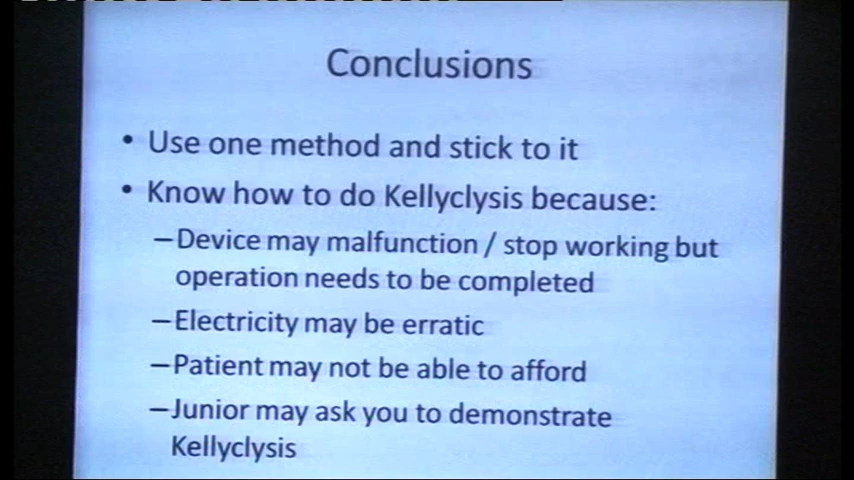 Conclusions
• Use one method and stick to it
• Know how to do Kellyclysis because:
–Device may malfunction / stop working but
operation needs to be completed
–Electricity may be erratic
–Patient may not be able to afford
–Junior may ask you to demonstrate
Kellyclysis